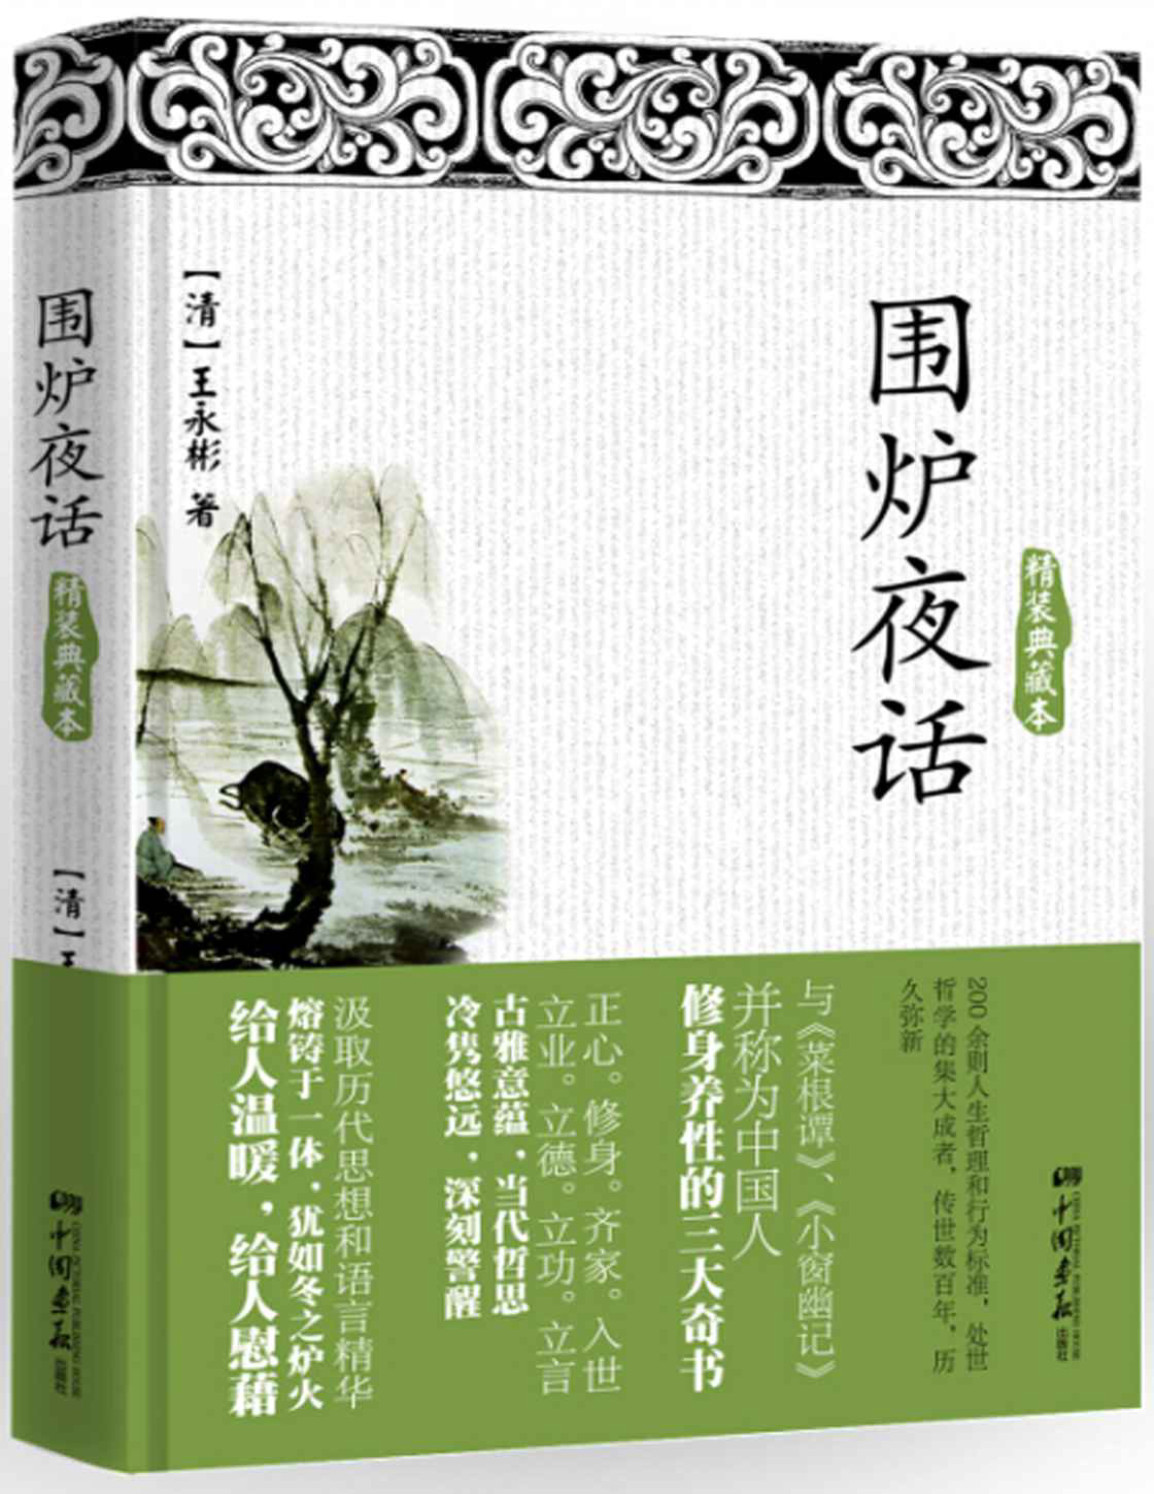 围炉夜话
精装典藏本
【清】王
中国画报
出版社
围炉夜话
精装典藏本
【清】王永彬 著
200余则人生哲理和行为标准，处世
哲学的集大成者，传世数百年，历
久弥新
与《菜根谭》、《小窗幽记》
并称为中国人
修身养性的三大奇书
正心。修身。齐家。入世
立业。立德。立功。立言
古雅意蕴，当代哲思
冷隽悠远，深刻警醒
汲取历代思想和语言精华
熔铸于一体，犹如冬之炉火
给人温暖，给人慰藉
中国画报
出版社